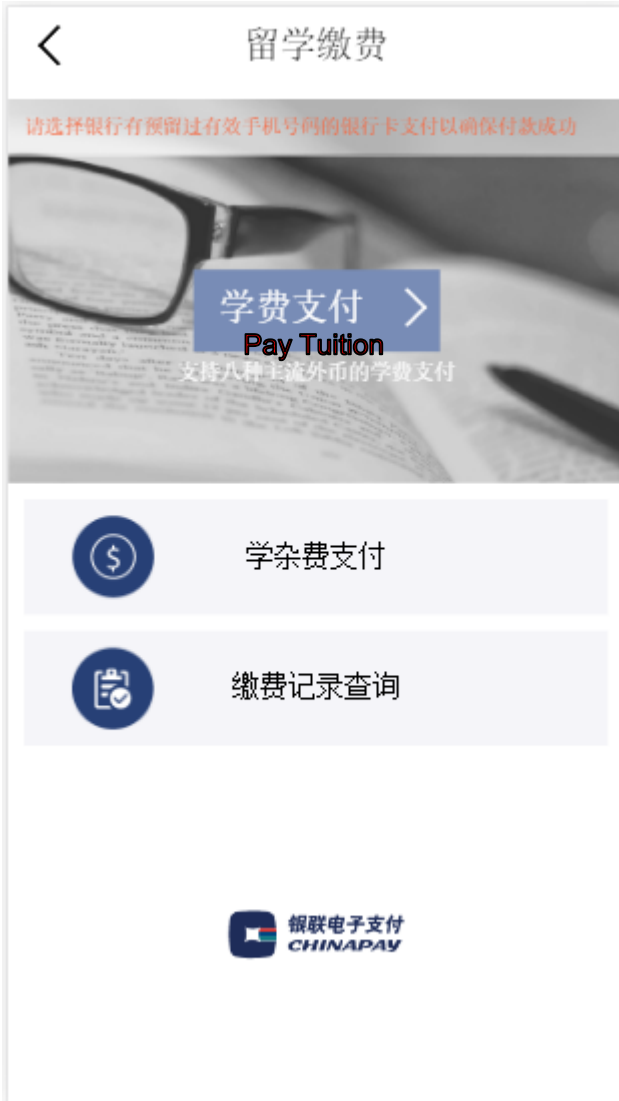 留学缴费
请选择银行有预留过有效手机号码的银行卡支付以确保付款成功
学费支付
Pay Tuition
支持八种主流外币的学费支付
学杂费支付
缴费记录查询
银联电子支付
CHINAPAY